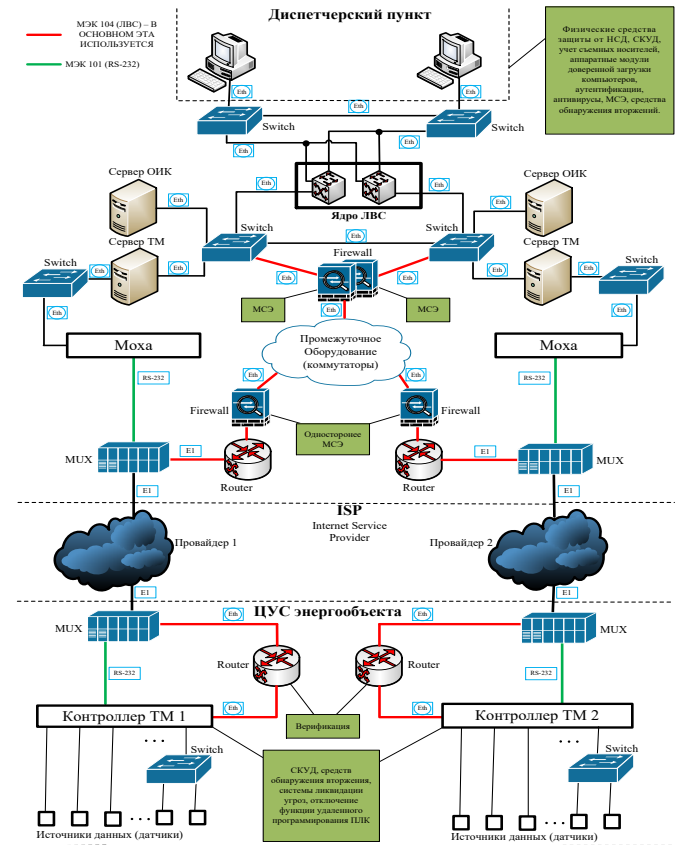 Диспетчерский пункт
МЭК 104 (ЛВС) – В
ОСНОВНОМ ЭТА
ИСПОЛЬЗУЕТСЯ
МЭК 101 (RS-232)
Физические средства
защиты от НСД, СКУД,
учет съемных носителей,
аппаратные модули
доверенной загрузки
компьютеров,
аутентификации,
антивирусы, МСЭ, средства
обнаружения вторжений.
Eth
Eth
Eth
Switch
Switch
Eth
Eth
Сервер ОИК
Eth
Eth
Сервер ОИК
Ядро ЛВС
Eth
Eth
Switch
Eth
Switch
Сервер ТМ
Сервер ТМ
Switch
Firewall
Switch
Eth
Eth
Eth
Eth
Eth
Eth
Eth
Eth
МСЭ
Eth
МСЭ
Eth
Моха
Промежуточное
Оборудование
(коммутаторы)
Моха
RS-232
Eth
Eth
RS-232
Firewall
Firewall
Одностороннее
МСЭ
MUX
E1
Router
Router
E1
MUX
E1
E1
ISP
Internet Service
Provider
Провайдер 1
Провайдер 2
E1
E1
ЦУС энергообъекта
Eth
Eth
MUX
MUX
Router
Router
RS-232
RS-232
Eth
Eth
Контроллер ТМ 1
Верификация
Контроллер ТМ 2
. . .
. . .
Switch
Switch
СКУД, средств
обнаружения вторжения,
системы ликвидации
угроз, отключение
функции удаленного
программирования ПЛК
...
...
Источники данных (датчики)
Источники данных (датчики)